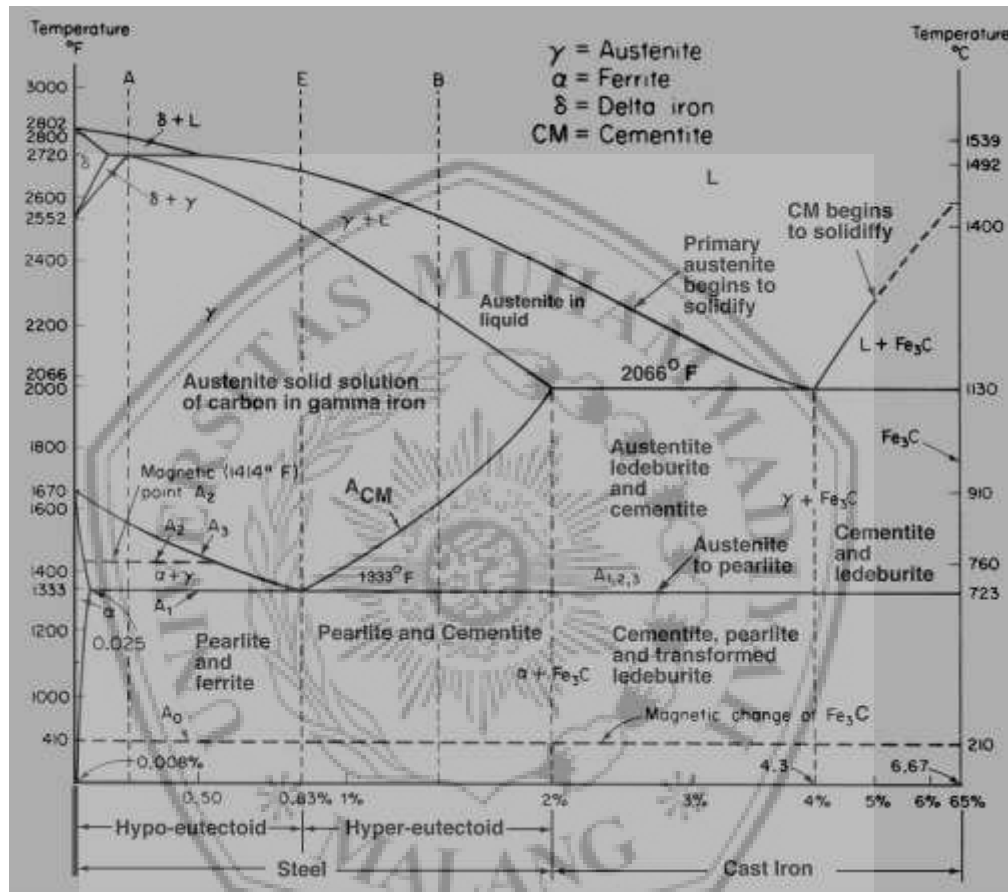 Temperature
°F
Temperature
°C
γ = Austenite
α = Ferrite
δ = Delta iron
CM = Cementite
A
E
B
3000
2802
2800
2720
2600
2552
2400
2200
2066
2000
1800
1670
1600
1400
1333
1200
1000
410
δ + L
δ
δ + γ
γ + L
L
CM begins
to solidiffy
Primary
austenite
begins to
solidify
Austenite in
liquid
γ
L + Fe₃C
2066° F
Austenite solid solution
of carbon in gamma iron
Austentite
ledeburite
and
cementite
Fe₃C
Magnetic (1414° F)
point A₂
A_CM
γ + Fe₃C
Cementite
and
ledeburite
A₂
A₃
α + γ
1333°F
A₁,₂,₃
Austenite
to pearlite
A₁
α
0.025
Pearlite
and
ferrite
Pearlite and Cementite
Cementite, pearlite
and transformed
ledeburite
α + Fe₃C
A₀
Magnetic change of Fe₃C
0.008%
4.3
6.67
1539
1492
1400
1130
910
760
723
210
0.50
0.83%
1%
2%
3%
4%
5%
6%
65%
Hypo-eutectoid
Hyper-eutectoid
Steel
Cast Iron
UNIVERSITAS MUHAMMADIYAH
MALANG